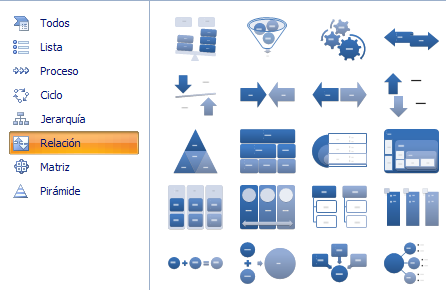 Todos
Lista
Proceso
Ciclo
Jerarquía
Relación
Matriz
Pirámide